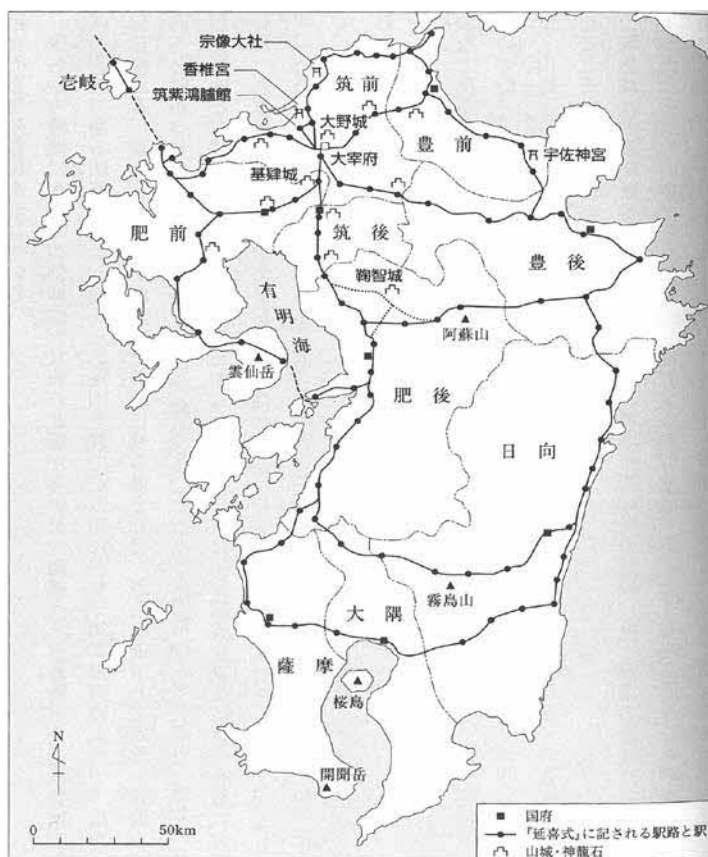 宗像大社
香椎宮
筑紫鴻臚館
壱岐
筑前
大野城
豊前
大宰府
宇佐神宮
基肄城
肥前
筑後
豊後
鞠智城
有明海
阿蘇山
雲仙岳
肥後
日向
霧島山
大隅
薩摩
桜島
開聞岳
N
0 50km
国府
『延喜式』に記される駅路と駅
山城・神籠石